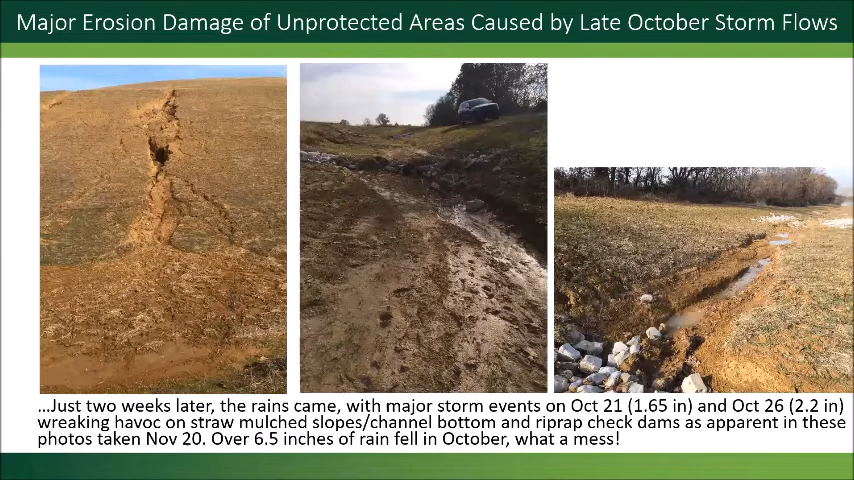 Major Erosion Damage of Unprotected Areas Caused by Late October Storm Flows
...Just two weeks later, the rains came, with major storm events on Oct 21 (1.65 in) and Oct 26 (2.2 in)
wreaking havoc on straw mulched slopes/channel bottom and riprap check dams as apparent in these
photos taken Nov 20. Over 6.5 inches of rain fell in October, what a mess!